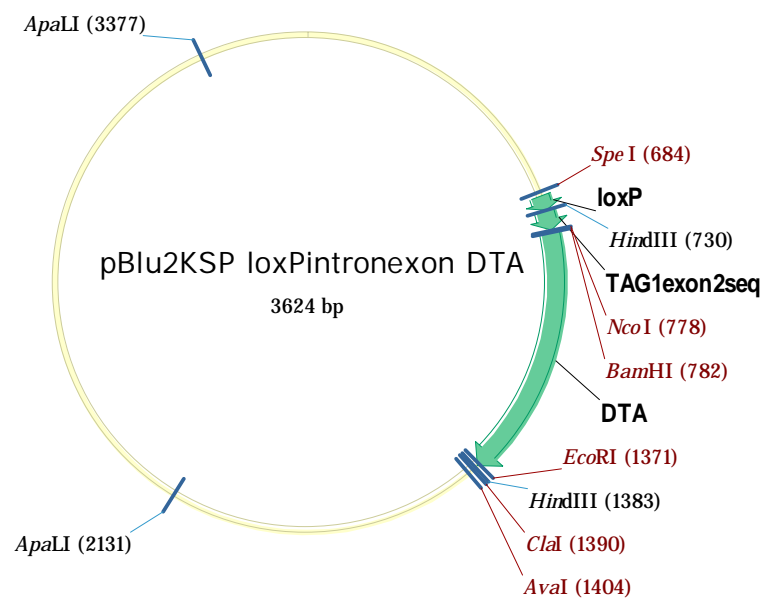 ApaLI (3377)
SpeI (684)
loxP
HindIII (730)
pBlu2KSP loxPintronexon DTA
3624 bp
TAG1exon2seq
NcoI (778)
BamHI (782)
DTA
EcoRI (1371)
HindIII (1383)
ApaLI (2131)
ClaI (1390)
AvaI (1404)